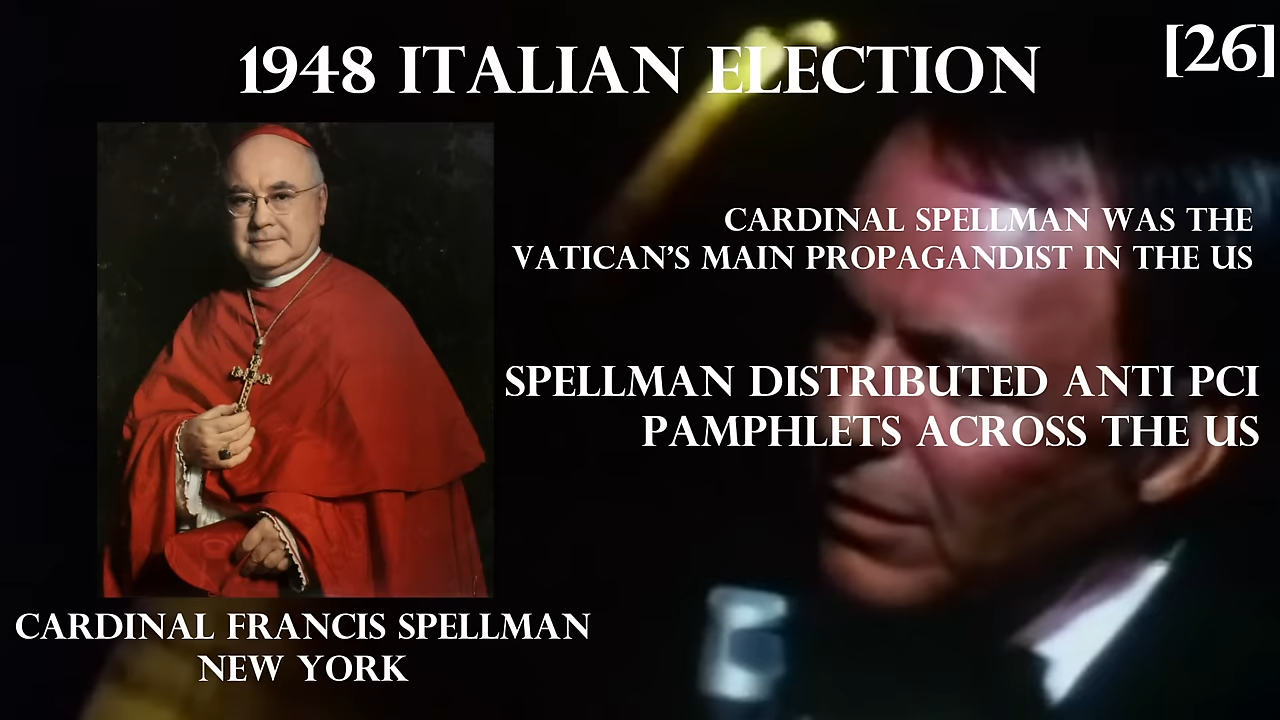 1948 ITALIAN ELECTION
[26]
CARDINAL SPELLMAN WAS THE
VATICAN'S MAIN PROPAGANDIST IN THE US
SPELLMAN DISTRIBUTED ANTI PCI
PAMPHLETS ACROSS THE US
CARDINAL FRANCIS SPELLMAN
NEW YORK